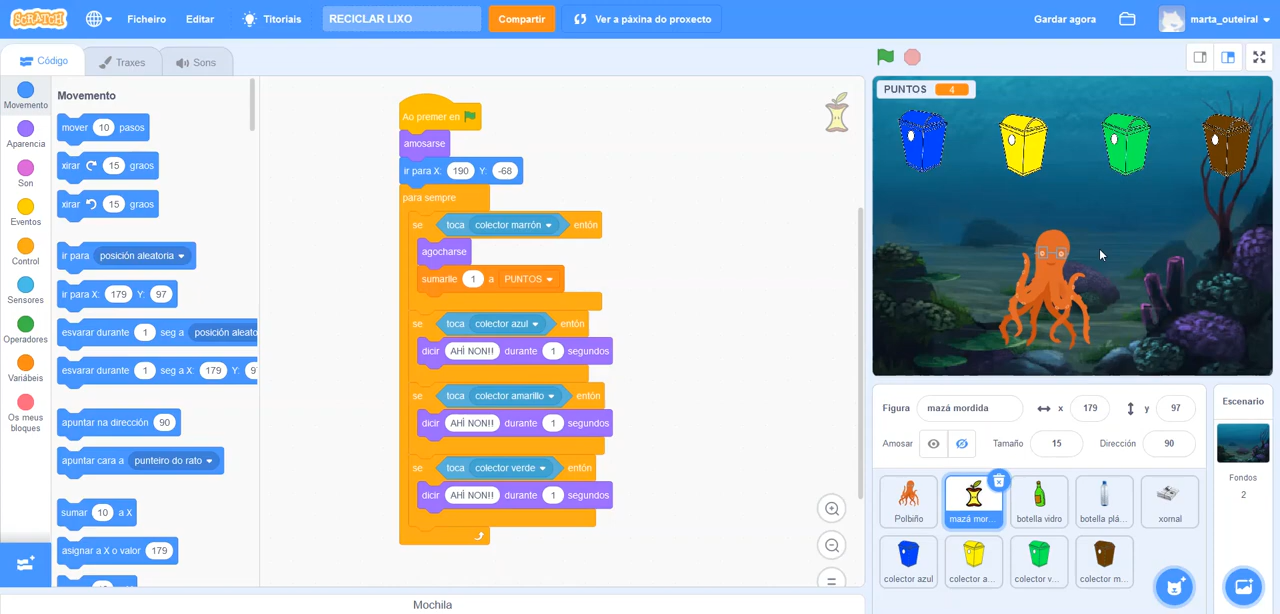 SCRATCH
Ficheiro
Editar
Titoriais
RECICLAR LIXO
Compartir
Ver a páxina do proxecto
Gardar agora
marta_outeiral
Código
Traxes
Sons
Movemento
Aparencia
Son
Eventos
Control
Sensores
Operadores
Variábeis
Os meus
bloques
Movemento
mover 10 pasos
xirar 15 graos
xirar 15 graos
ir para posición aleatoria
ir para X: 179 Y: 97
esvarar durante 1 seg a posición aleato
esvarar durante 1 seg a X: 179 Y: 9
apuntar na dirección 90
apuntar cara a punteiro do rato
sumar 10 a X
asignar a X o valor 179
Ao premer en
amosarse
ir para X: 190 Y: -68
para sempre
se toca colector marrón entón
agocharse
sumarlle 1 a PUNTOS
se toca colector azul entón
dicir AHÌ NON!! durante 1 segundos
se toca colector amarillo entón
dicir AHÌ NON!! durante 1 segundos
se toca colector verde entón
dicir AHÌ NON!! durante 1 segundos
Mochila
PUNTOS 4
Figura mazá mordida x 179 y 97
Amosar Tamaño 15 Dirección 90
Polbiño
mazá mor...
botella vidro
botella plá...
xornal
colector azul
colector a...
colector v...
colector m...
Escenario
Fondos
2